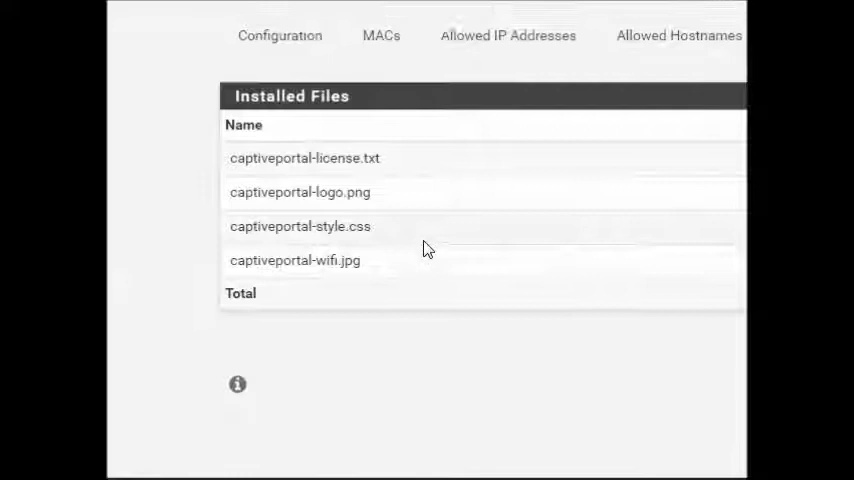 Configuration MACs Allowed IP Addresses Allowed Hostnames
Installed Files
Name
captiveportal-license.txt
captiveportal-logo.png
captiveportal-style.css
captiveportal-wifi.jpg
Total